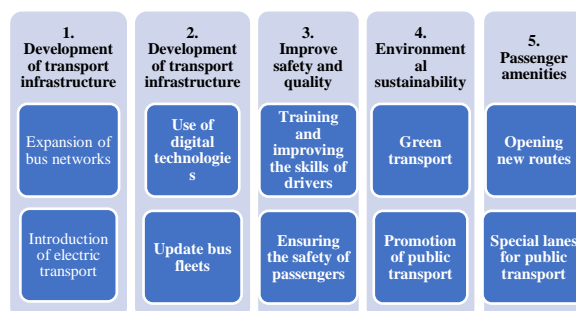 1.
Development
of transport
infrastructure
Expansion of
bus networks
Introduction
of electric
transport
2.
Development
of transport
infrastructure
Use of
digital
technologie
s
Update bus
fleets
3.
Improve
safety and
quality
Training
and
improving
the skills of
drivers
Ensuring
the safety of
passengers
4.
Environment
al
sustainability
Green
transport
Promotion
of public
transport
5.
Passenger
amenities
Opening
new routes
Special lanes
for public
transport